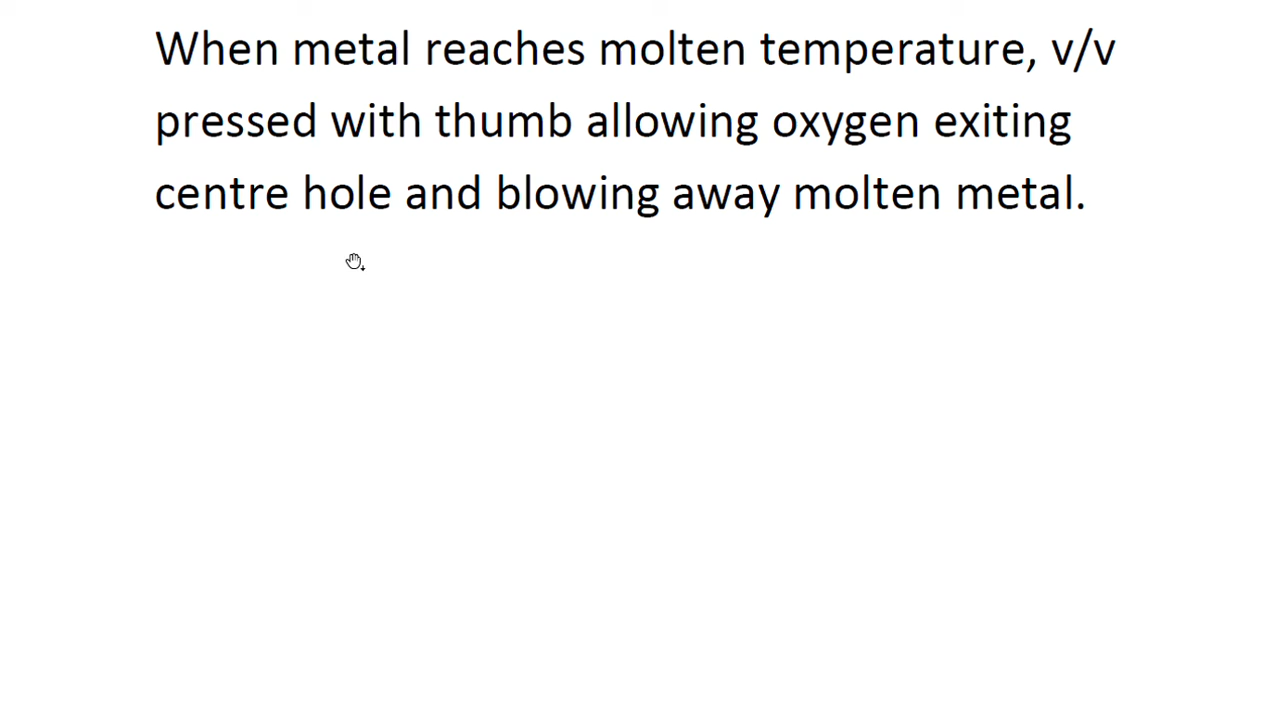 When metal reaches molten temperature, v/v
pressed with thumb allowing oxygen exiting
centre hole and blowing away molten metal.